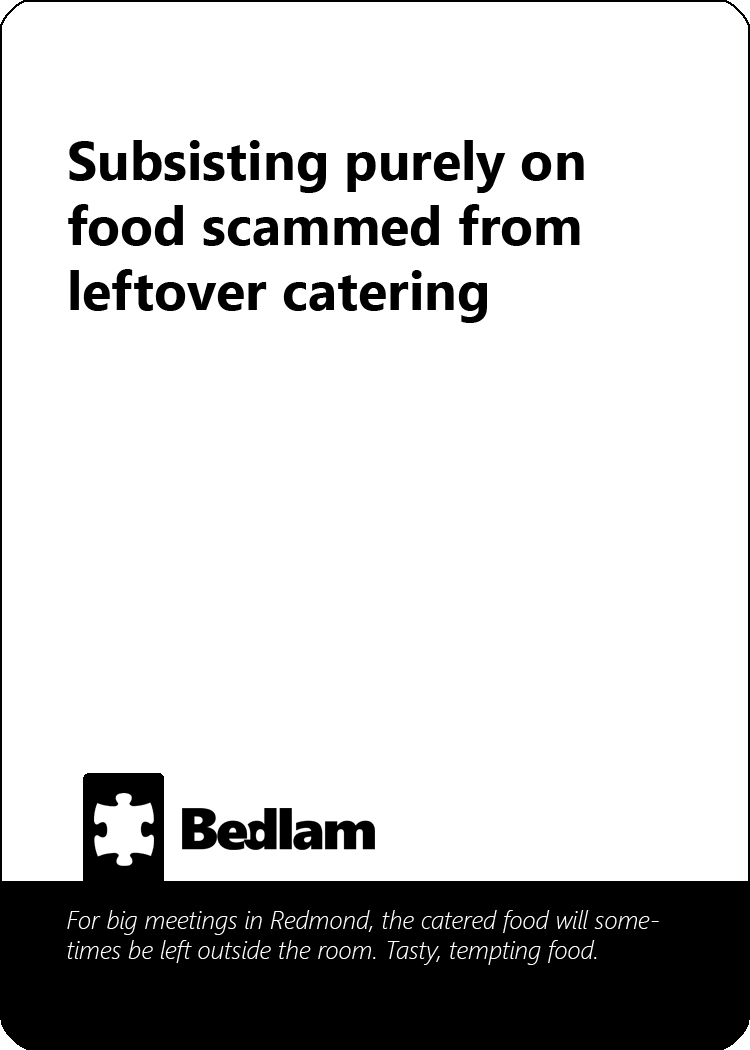 Subsisting purely on
food scammed from
leftover catering
Bedlam
For big meetings in Redmond, the catered food will some-
times be left outside the room. Tasty, tempting food.